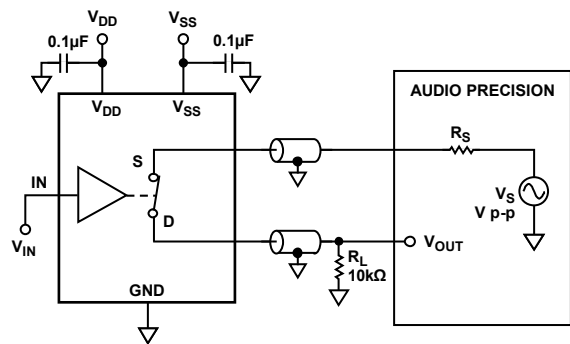 VDD
VSS
0.1µF
0.1µF
VDD
VSS
AUDIO PRECISION
RS
S
IN
VS
V p-p
D
VIN
VOUT
RL
10kΩ
GND